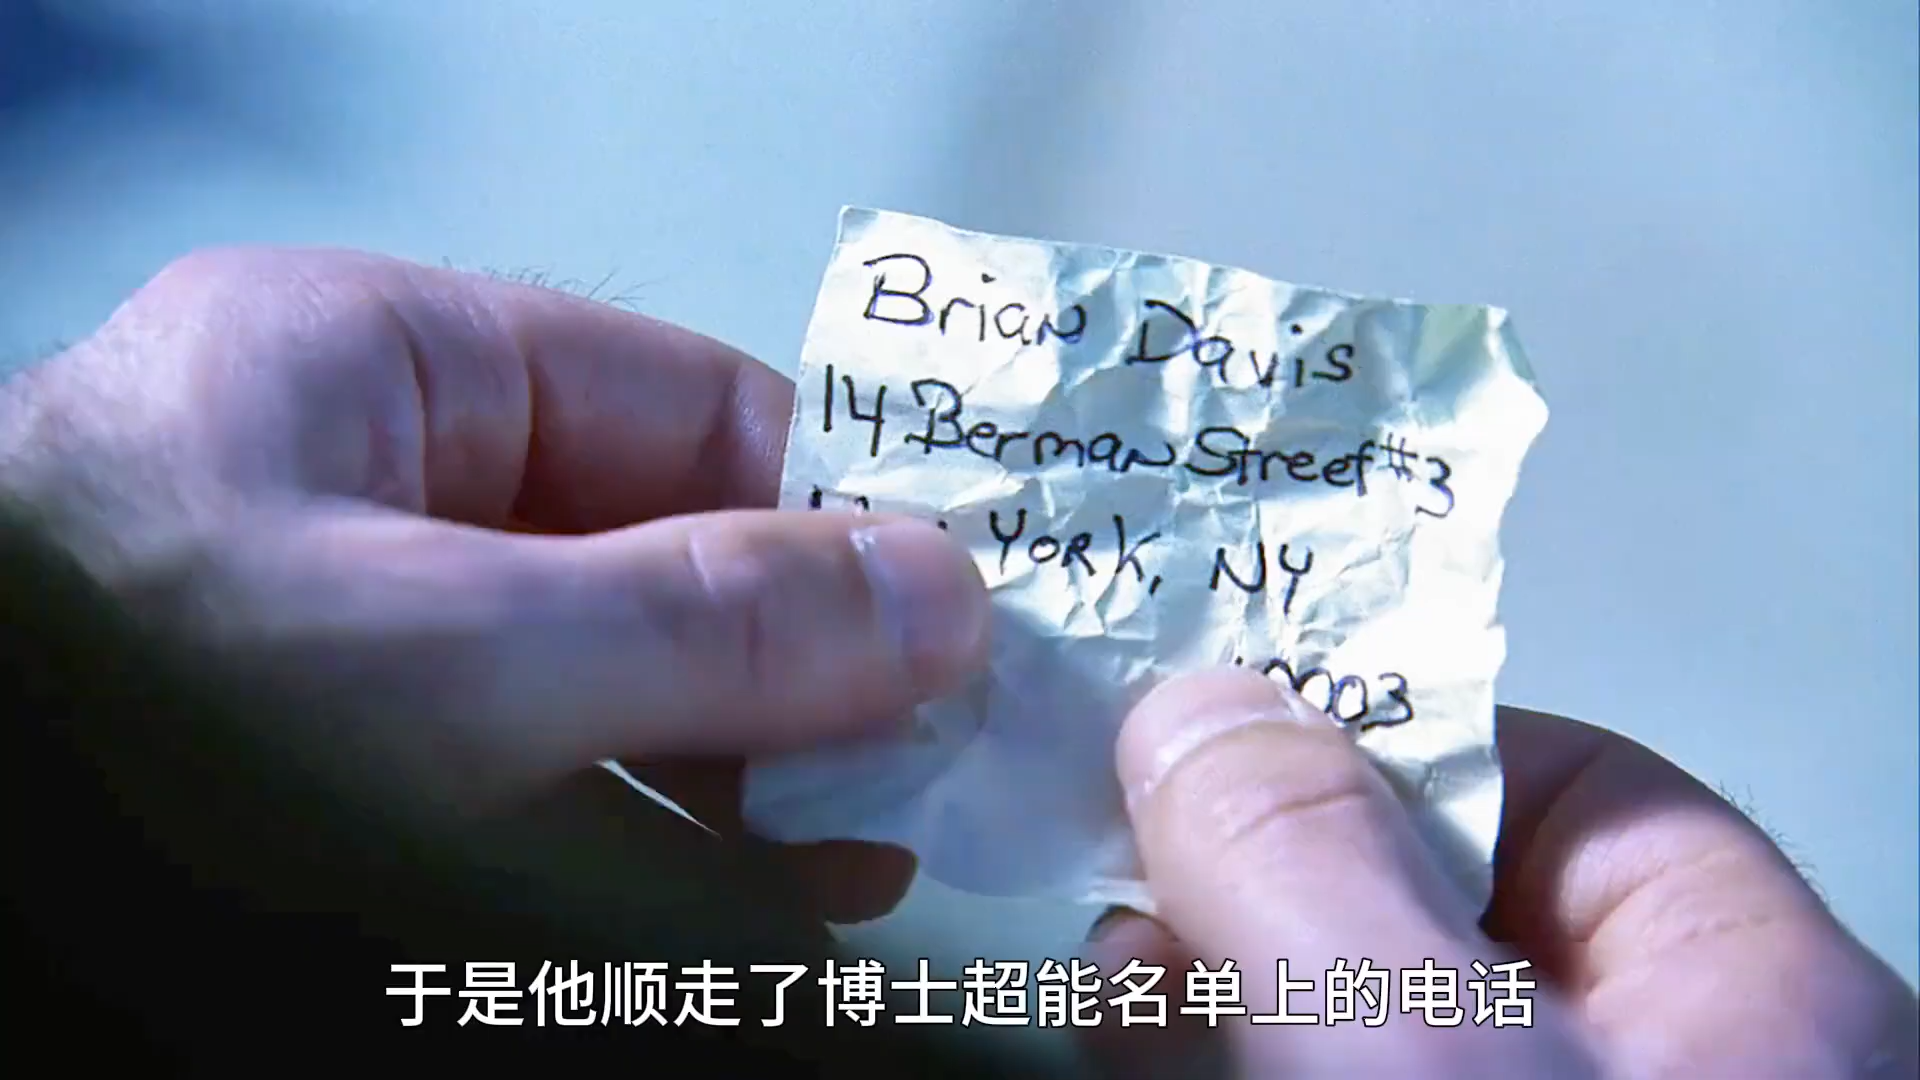 Brian Davis
14 Berman Street #3
York, NY
0003
于是他顺走了博士超能名单上的电话